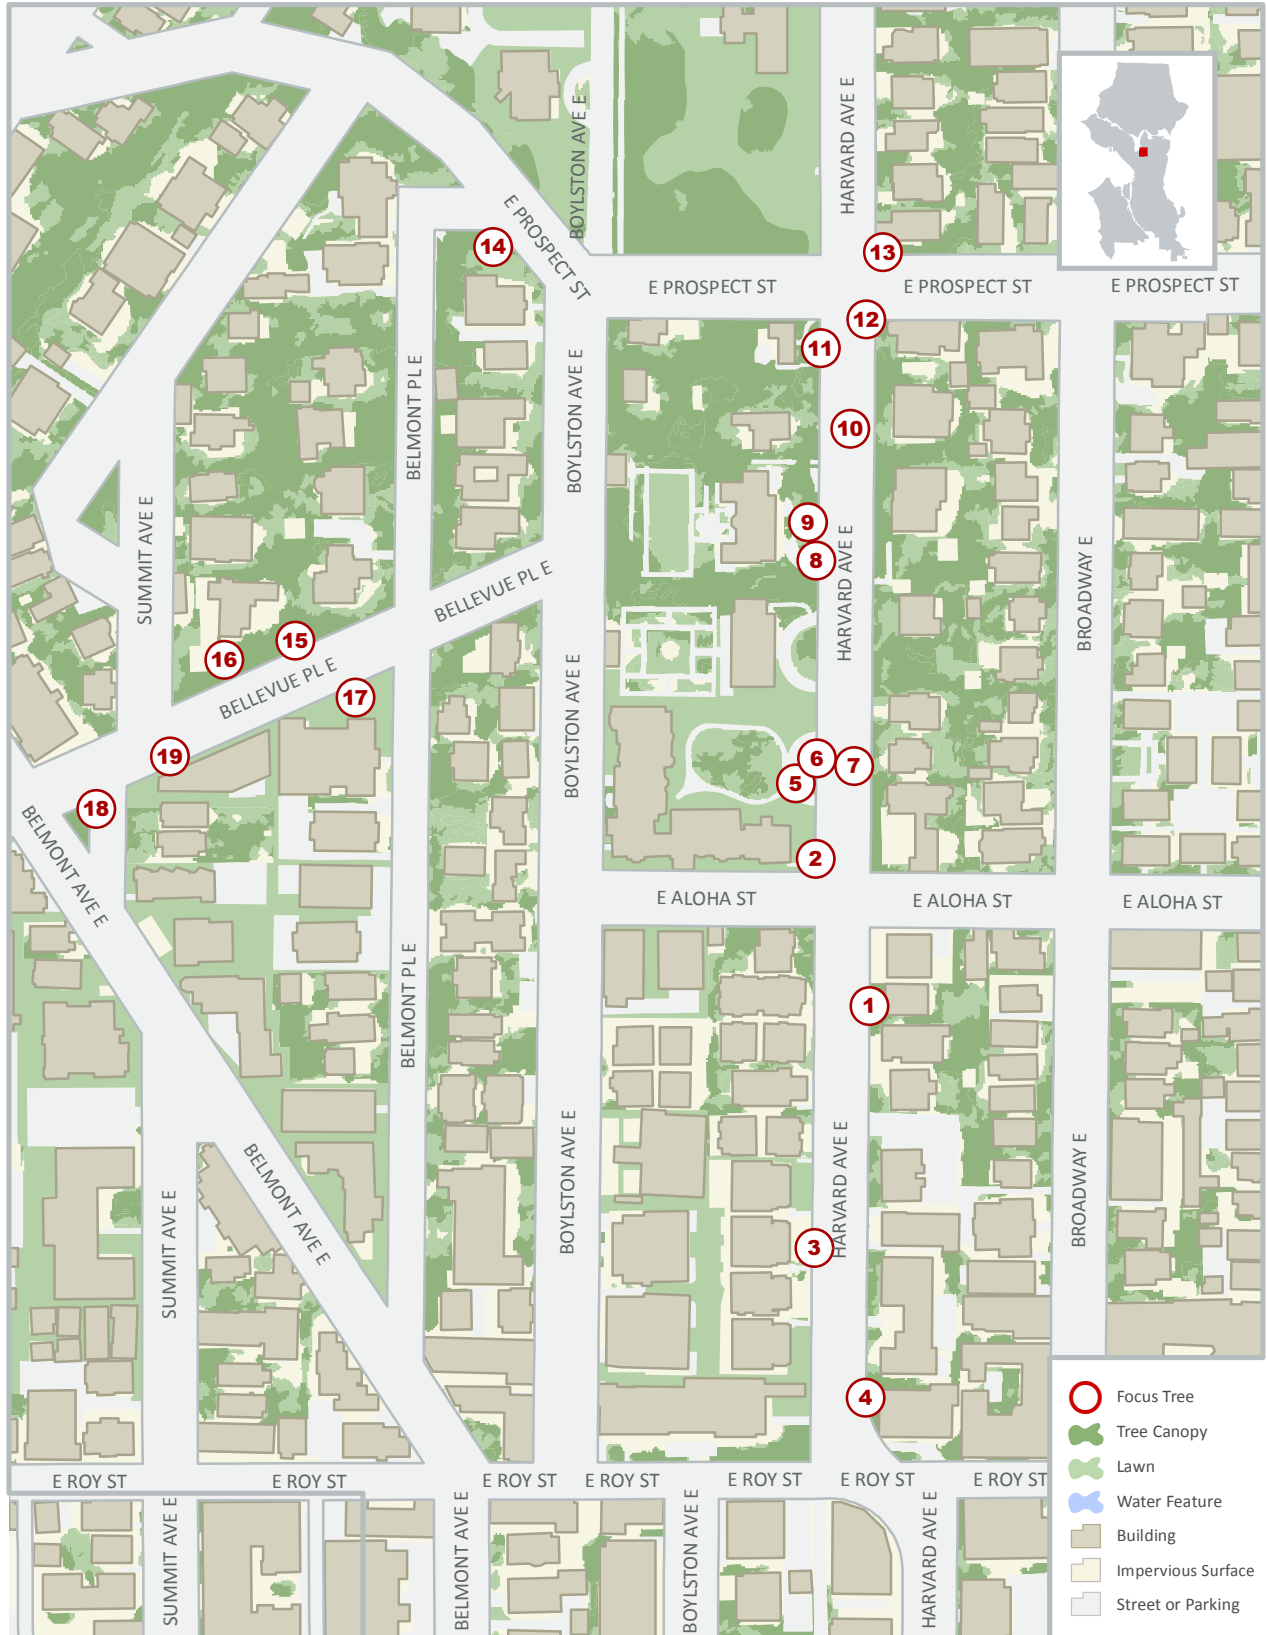 BOYLSTON AVE E
HARVARD AVE E
E PROSPECT ST
14
13
E PROSPECT ST
E PROSPECT ST
E PROSPECT ST
12
11
BELMONT PL E
BOYLSTON AVE E
10
SUMMIT AVE E
9
8
HARVARD AVE E
BROADWAY E
BELLEVUE PL E
15
16
BELLEVUE PL E
17
BOYLSTON AVE E
19
6
7
5
18
BELMONT AVE E
2
E ALOHA ST
E ALOHA ST
E ALOHA ST
BELMONT PL E
1
BELMONT AVE E
BOYLSTON AVE E
HARVARD AVE E
BROADWAY E
SUMMIT AVE E
3
4
Focus Tree
Tree Canopy
Lawn
Water Feature
Building
Impervious Surface
Street or Parking
E ROY ST
E ROY ST
E ROY ST
E ROY ST
E ROY ST
E ROY ST
E ROY ST
SUMMIT AVE E
BELMONT AVE E
BOYLSTON AVE E
HARVARD AVE E